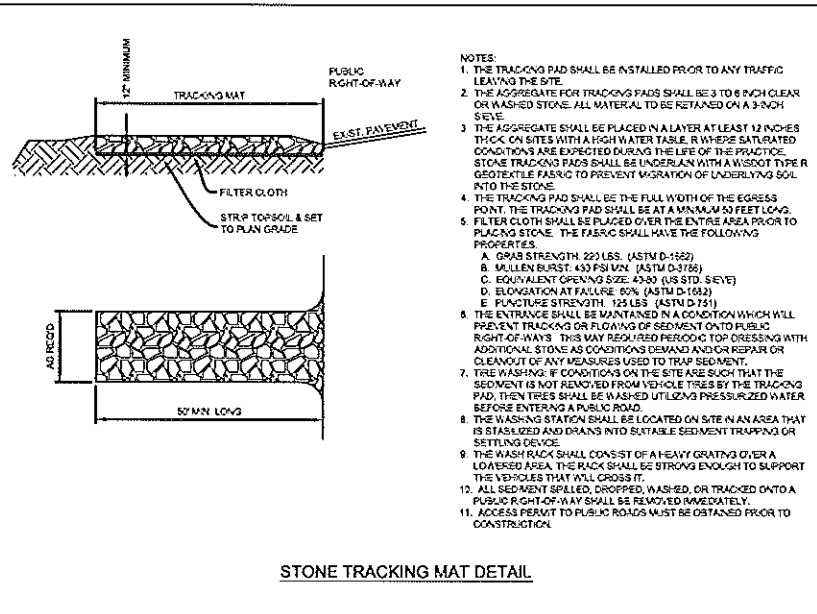 12" MINIMUM
TRACKING MAT
PUBLIC
RIGHT-OF-WAY
EXIST. PAVEMENT
FILTER CLOTH
STRIP TOPSOIL & SET
TO PLAN GRADE
AS REQ'D
50' MIN. LONG
NOTES:
1. THE TRACKING PAD SHALL BE INSTALLED PRIOR TO ANY TRAFFIC
LEAVING THE SITE.
2. THE AGGREGATE FOR TRACKING PADS SHALL BE 3 TO 6 INCH CLEAR
OR WASHED STONE. ALL MATERIAL TO BE RETAINED ON A 3-INCH
SIEVE.
3 THE AGGREGATE SHALL BE PLACED IN A LAYER AT LEAST 12 INCHES
THICK. ON SITES WITH A HIGH WATER TABLE, R WHERE SATURATED
CONDITIONS ARE EXPECTED DURING THE LIFE OF THE PRACTICE,
STONE TRACKING PADS SHALL BE UNDERLAIN WITH A WISDOT TYPE R
GEOTEXTILE FABRIC TO PREVENT MIGRATION OF UNDERLYING SOIL
INTO THE STONE.
4. THE TRACKING PAD SHALL BE THE FULL WIDTH OF THE EGRESS
POINT. THE TRACKING PAD SHALL BE AT A MINIMUM 50 FEET LONG.
5. FILTER CLOTH SHALL BE PLACED OVER THE ENTIRE AREA PRIOR TO
PLACING STONE. THE FABRIC SHALL HAVE THE FOLLOWING
PROPERTIES.
A. GRAB STRENGTH: 220 LBS. (ASTM D-1682)
B. MULLEN BURST: 430 PSI MIN. (ASTM D-3786)
C. EQUIVALENT OPENING SIZE: 40-80 (US STD. SIEVE)
D. ELONGATION AT FAILURE: 60% (ASTM D-1682)
E. PUNCTURE STRENGTH: 125 LBS (ASTM D-751)
6. THE ENTRANCE SHALL BE MAINTAINED IN A CONDITION WHICH WILL
PREVENT TRACKING OR FLOWING OF SEDIMENT ONTO PUBLIC
RIGHT-OF-WAYS. THIS MAY REQUIRED PERIODIC TOP DRESSING WITH
ADDITIONAL STONE AS CONDITIONS DEMAND AND/OR REPAIR OR
CLEANOUT OF ANY MEASURES USED TO TRAP SEDIMENT.
7. TIRE WASHING: IF CONDITIONS ON THE SITE ARE SUCH THAT THE
SEDIMENT IS NOT REMOVED FROM VEHICLE TIRES BY THE TRACKING
PAD, THEN TIRES SHALL BE WASHED UTILIZING PRESSURIZED WATER
BEFORE ENTERING A PUBLIC ROAD.
8. THE WASHING STATION SHALL BE LOCATED ON SITE IN AN AREA THAT
IS STABILIZED AND DRAINS INTO SUITABLE SEDIMENT TRAPPING OR
SETTLING DEVICE.
9. THE WASH RACK SHALL CONSIST OF A HEAVY GRATING OVER A
LOWERED AREA. THE RACK SHALL BE STRONG ENOUGH TO SUPPORT
THE VEHICLES THAT WILL CROSS IT.
10. ALL SEDIMENT SPILLED, DROPPED, WASHED, OR TRACKED ONTO A
PUBLIC RIGHT-OF-WAY SHALL BE REMOVED IMMEDIATELY.
11. ACCESS PERMIT TO PUBLIC ROADS MUST BE OBTAINED PRIOR TO
CONSTRUCTION.
STONE TRACKING MAT DETAIL